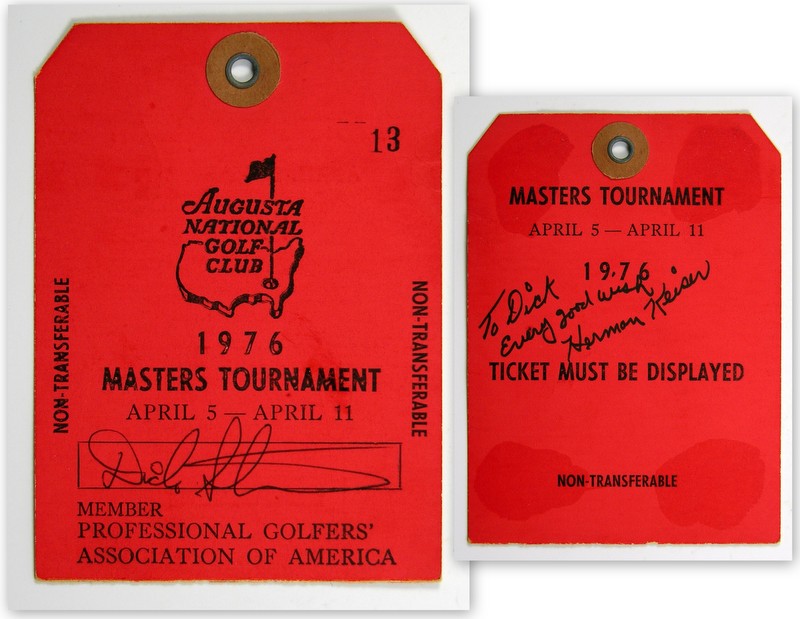 13
AUGUSTA
NATIONAL
GOLF
CLUB
NON-TRANSFERABLE
NON-TRANSFERABLE
1976
MASTERS TOURNAMENT
APRIL 5 — APRIL 11
Dick
MEMBER
PROFESSIONAL GOLFERS'
ASSOCIATION OF AMERICA
MASTERS TOURNAMENT
APRIL 5 — APRIL 11
1976
To Dick
Every good wish
Herman Keiser
TICKET MUST BE DISPLAYED
NON-TRANSFERABLE